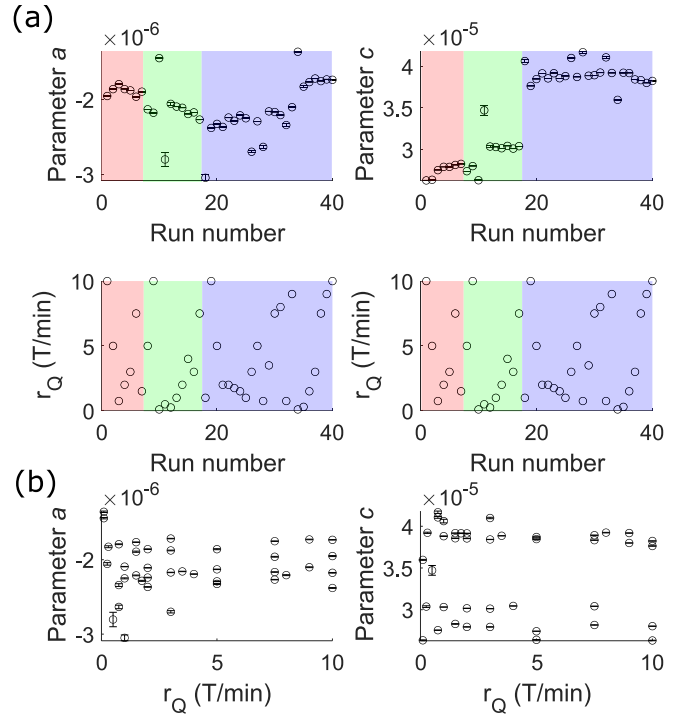 (a)
× 10⁻⁶
Parameter a
-2
-3
0
20
40
Run number
× 10⁻⁵
Parameter c
4
3.5
3
0
20
40
Run number
r_Q (T/min)
10
5
0
0
20
40
Run number
r_Q (T/min)
10
5
0
0
20
40
Run number
(b)
× 10⁻⁶
Parameter a
-2
-3
0
5
10
r_Q (T/min)
× 10⁻⁵
Parameter c
4
3.5
3
0
5
10
r_Q (T/min)